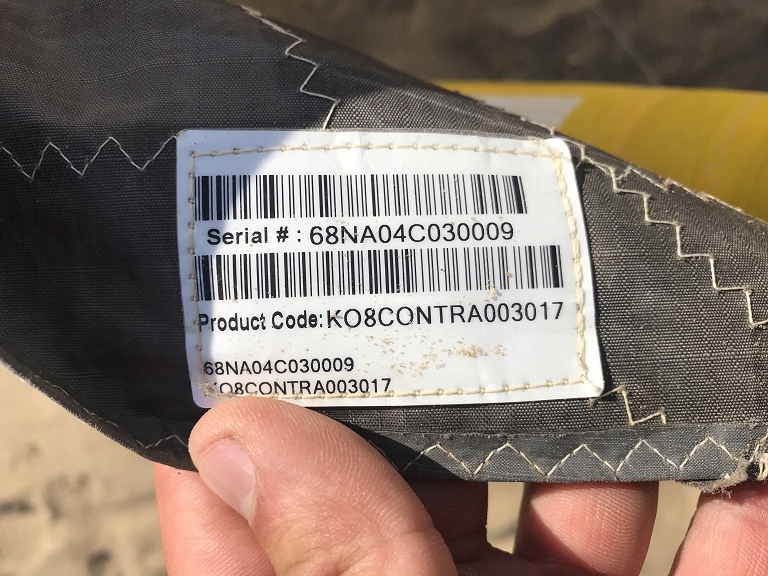 Serial # : 68NA04C030009
Product Code: KO8CONTRA003017
68NA04C030009
KO8CONTRA003017